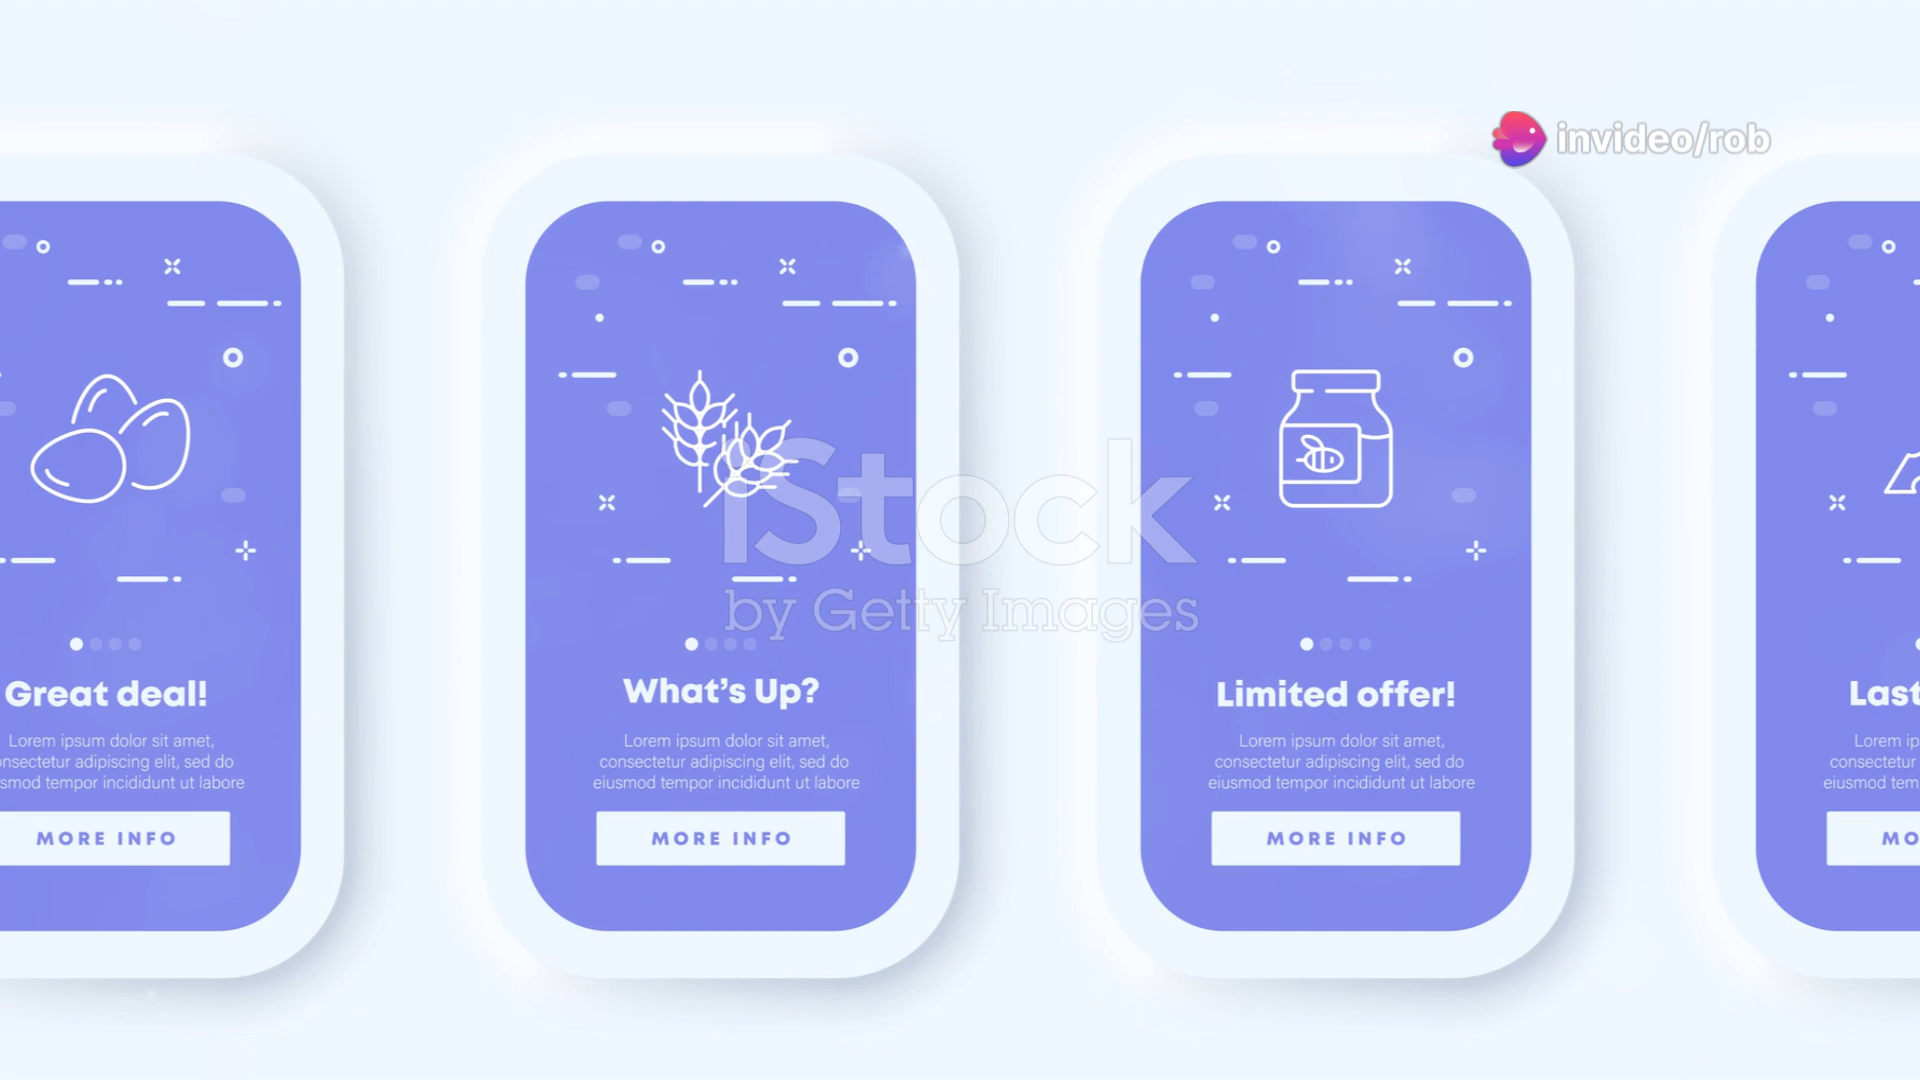 invideo/rob
Great deal!
Lorem ipsum dolor sit amet,
consectetur adipiscing elit, sed do
smod tempor incididunt ut labore
MORE INFO
What's Up?
Lorem ipsum dolor sit amet,
consectetur adipiscing elit, sed do
eiusmod tempor incididunt ut labore
MORE INFO
iStock
by Getty Images
Limited offer!
Lorem ipsum dolor sit amet,
consectetur adipiscing elit, sed do
eiusmod tempor incididunt ut labore
MORE INFO
Last
Lorem ip
consectetur
eiusmod temp
MO